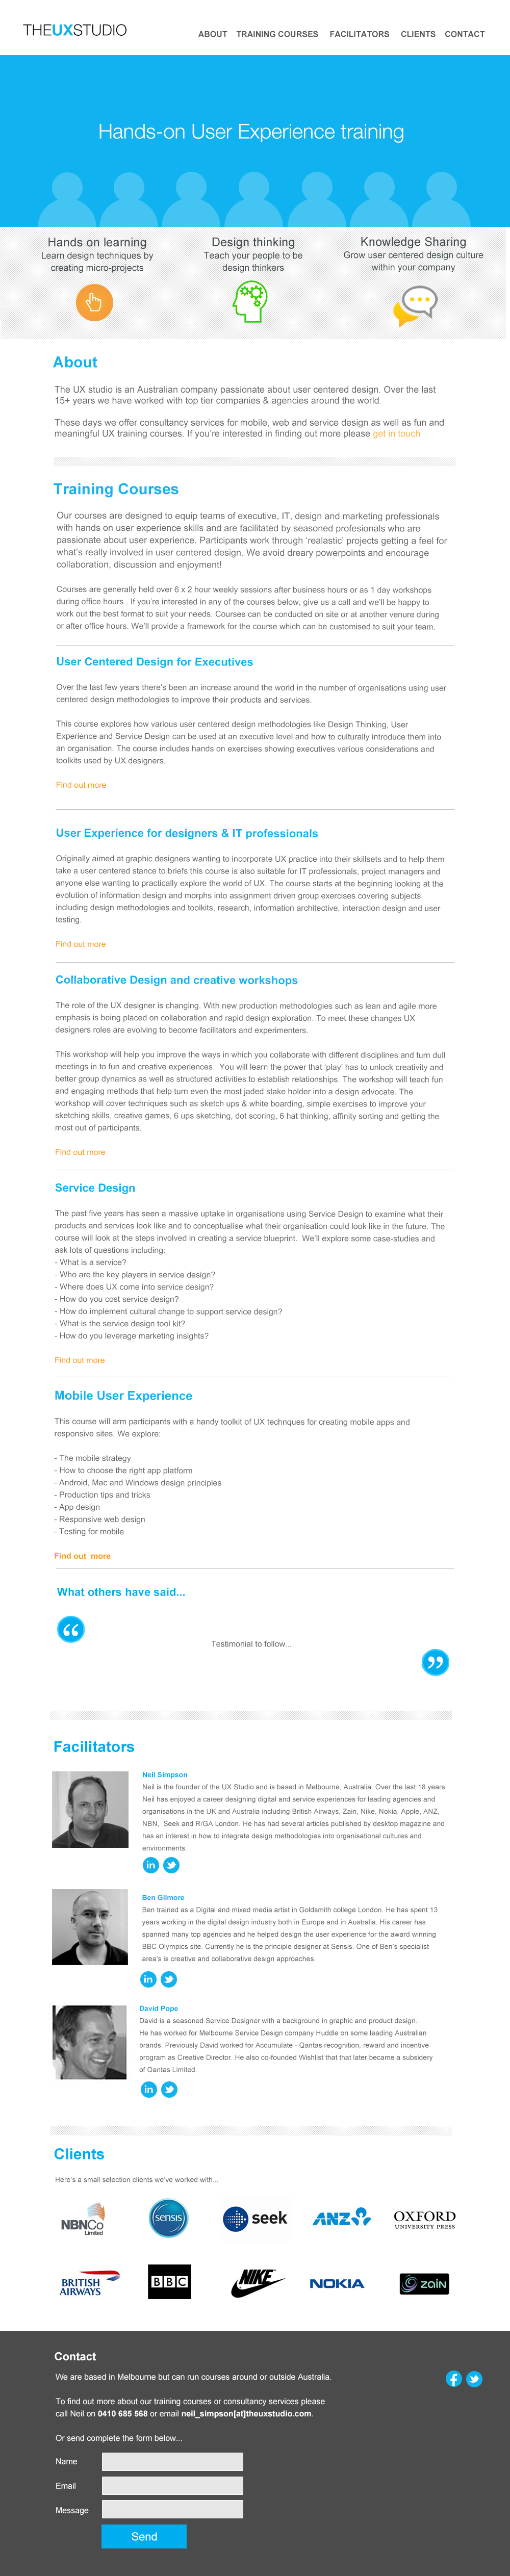 THEUXSTUDIO
ABOUT TRAINING COURSES FACILITATORS CLIENTS CONTACT
Hands-on User Experience training
Hands on learning
Learn design techniques by
creating micro-projects
Design thinking
Teach your people to be
design thinkers
Knowledge Sharing
Grow user centered design culture
within your company
About
The UX studio is an Australian company passionate about user centered design. Over the last
15+ years we have worked with top tier companies & agencies around the world.
These days we offer consultancy services for mobile, web and service design as well as fun and
meaningful UX training courses. If you're interested in finding out more please get in touch
Training Courses
Our courses are designed to equip teams of executive, IT, design and marketing professionals
with hands on user experience skills and are facilitated by seasoned profesionals who are
passionate about user experience. Participants work through 'realastic' projects getting a feel for
what's really involved in user centered design. We avoid dreary powerpoints and encourage
collaboration, discussion and enjoyment!
Courses are generally held over 6 x 2 hour weekly sessions after business hours or as 1 day workshops
during office hours . If you're interested in any of the courses below, give us a call and we'll be happy to
work out the best format to suit your needs. Courses can be conducted on site or at another venue during
or after office hours. We'll provide a framework for the course which can be customised to suit your team.
User Centered Design for Executives
Over the last few years there's been an increase around the world in the number of organisations using user
centered design methodologies to improve their products and services.
This course explores how various user centered design methodologies like Design Thinking, User
Experience and Service Design can be used at an executive level and how to culturally introduce them into
an organisation. The course includes hands on exercises showing executives various considerations and
toolkits used by UX designers.
Find out more
User Experience for designers & IT professionals
Originally aimed at graphic designers wanting to incorporate UX practice into their skillsets and to help them
take a user centered stance to briefs this course is also suitable for IT professionals, project managers and
anyone else wanting to practically explore the world of UX. The course starts at the beginning looking at the
evolution of information design and morphs into assignment driven group exercises covering subjects
including design methodologies and toolkits, research, information architective, interaction design and user
testing.
Find out more
Collaborative Design and creative workshops
The role of the UX designer is changing. With new production methodologies such as lean and agile more
emphasis is being placed on collaboration and rapid design exploration. To meet these changes UX
designers roles are evolving to become facilitators and experimenters.
This workshop will help you improve the ways in which you collaborate with different disciplines and turn dull
meetings in to fun and creative experiences. You will learn the power that 'play' has to unlock creativity and
better group dynamics as well as structured activities to establish relationships. The workshop will teach fun
and engaging methods that help turn even the most jaded stake holder into a design advocate. The
workshop will cover techniques such as sketch ups & white boarding, simple exercises to improve your
sketching skills, creative games, 6 ups sketching, dot scoring, 6 hat thinking, affinity sorting and getting the
most out of participants.
Find out more
Service Design
The past five years has seen a massive uptake in organisations using Service Design to examine what their
products and services look like and to conceptualise what their organisation could look like in the future. The
course will look at the steps involved in creating a service blueprint. We'll explore some case-studies and
ask lots of questions including:
- What is a service?
- Who are the key players in service design?
- Where does UX come into service design?
- How do you cost service design?
- How do implement cultural change to support service design?
- What is the service design tool kit?
- How do you leverage marketing insights?
Find out more
Mobile User Experience
This course will arm participants with a handy toolkit of UX technques for creating mobile apps and
responsive sites. We explore:
- The mobile strategy
- How to choose the right app platform
- Android, Mac and Windows design principles
- Production tips and tricks
- App design
- Responsive web design
- Testing for mobile
Find out more
What others have said...
Testimonial to follow...
Facilitators
Neil Simpson
Neil is the founder of the UX Studio and is based in Melbourne, Australia. Over the last 18 years
Neil has enjoyed a career designing digital and service experiences for leading agencies and
organisations in the UK and Australia including British Airways, Zain, Nike, Nokia, Apple, ANZ,
NBN, Seek and R/GA London. He has had several articles published by desktop magazine and
has an interest in how to integrate design methodologies into organisational cultures and
environments.
in
Ben Gilmore
Ben trained as a Digital and mixed media artist in Goldsmith college London. He has spent 13
years working in the digital design industry both in Europe and in Australia. His career has
spanned many top agencies and he helped design the user experience for the award winning
BBC Olympics site. Currently he is the principle designer at Sensis. One of Ben's specialist
area's is creative and collaborative design approaches.
in
David Pope
David is a seasoned Service Designer with a background in graphic and product design.
He has worked for Melbourne Service Design company Huddle on some leading Australian
brands. Previously David worked for Accumulate - Qantas recognition, reward and incentive
program as Creative Director. He also co-founded Wishlist that that later became a subsidery
of Qantas Limited.
in
Clients
Here's a small selection clients we've worked with...
NBNCo
Limited
sensis
seek
ANZ
OXFORD
UNIVERSITY PRESS
BRITISH
AIRWAYS
BBC
NIKE
NOKIA
zain
Contact
We are based in Melbourne but can run courses around or outside Australia.
To find out more about our training courses or consultancy services please
call Neil on 0410 685 568 or email neil_simpson[at]theuxstudio.com.
Or send complete the form below...
Name
Email
Message
Send